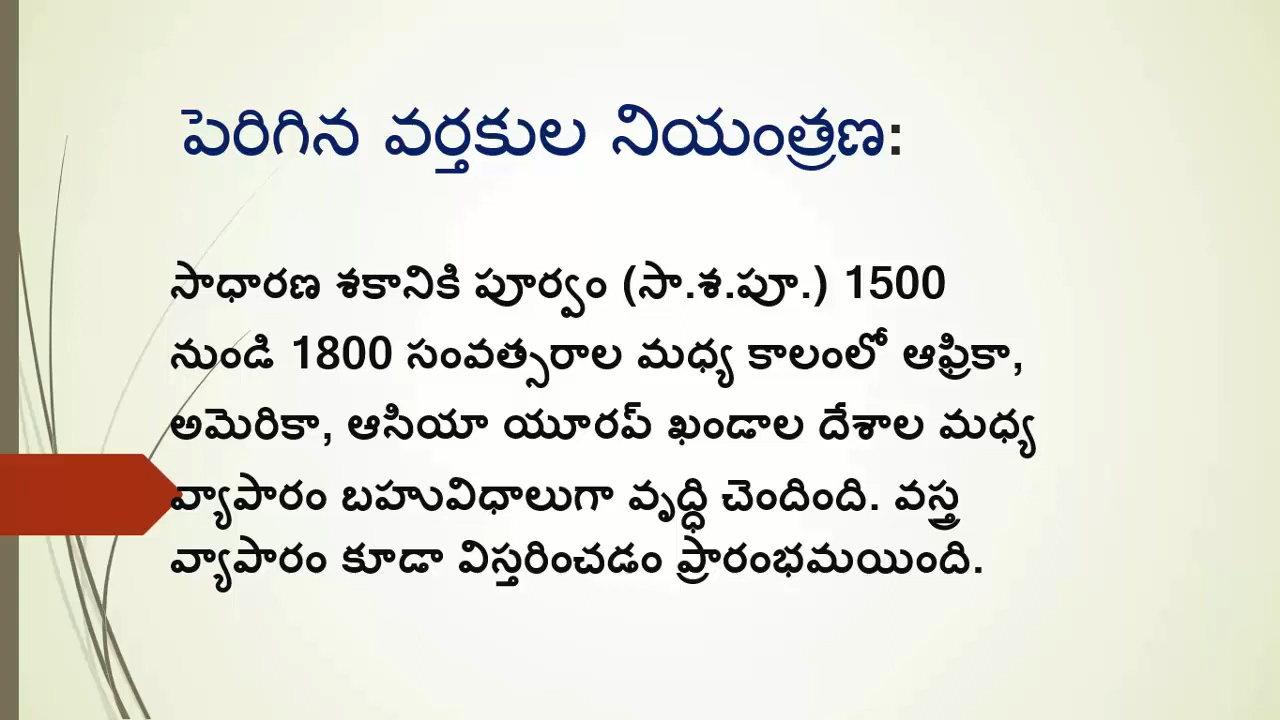 పెరిగిన వర్తకుల నియంత్రణ:
సాధారణ శకానికి పూర్వం (సా.శ.పూ.) 1500
నుండి 1800 సంవత్సరాల మధ్య కాలంలో ఆఫ్రికా,
అమెరికా, ఆసియా యూరప్ ఖండాల దేశాల మధ్య
వ్యాపారం బహువిధాలుగా వృద్ధి చెందింది. వస్త్ర
వ్యాపారం కూడా విస్తరించడం ప్రారంభమయింది.